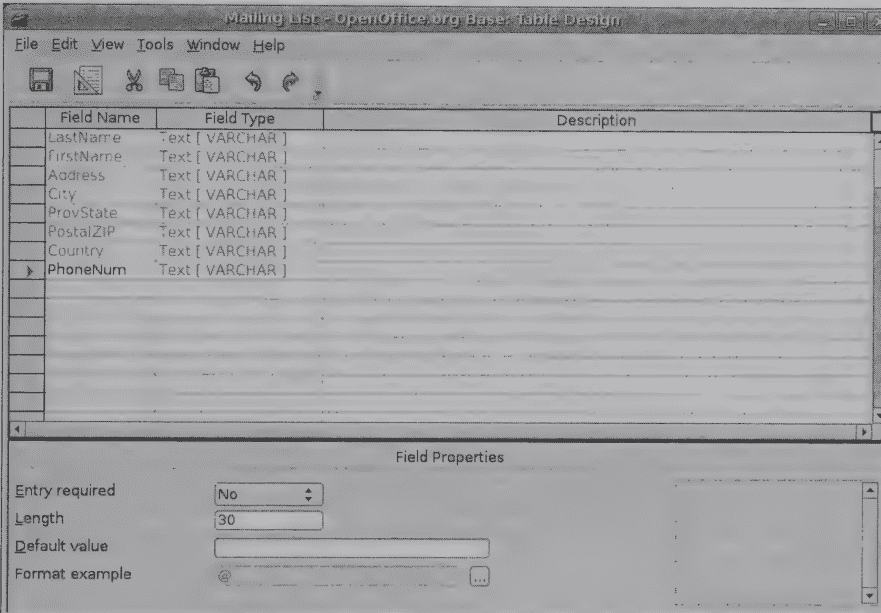 Mailing List - OpenOffice.org Base: Table Design
File Edit View Tools Window Help
Field Name Field Type Description
LastName Text [ VARCHAR ]
FirstName Text [ VARCHAR ]
Address Text [ VARCHAR ]
City Text [ VARCHAR ]
ProvState Text [ VARCHAR ]
PostalZIP Text [ VARCHAR ]
Country Text [ VARCHAR ]
PhoneNum Text [ VARCHAR ]
Field Properties
Entry required No
Length 30
Default value
Format example @ ...